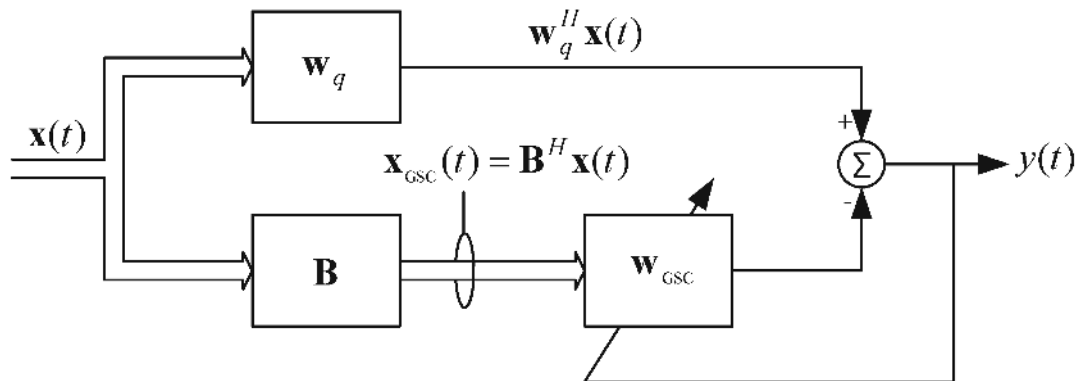 w_q
w_q^H x(t)
x(t)
+
Σ
y(t)
x_GSC(t) = B^H x(t)
-
B
w_GSC